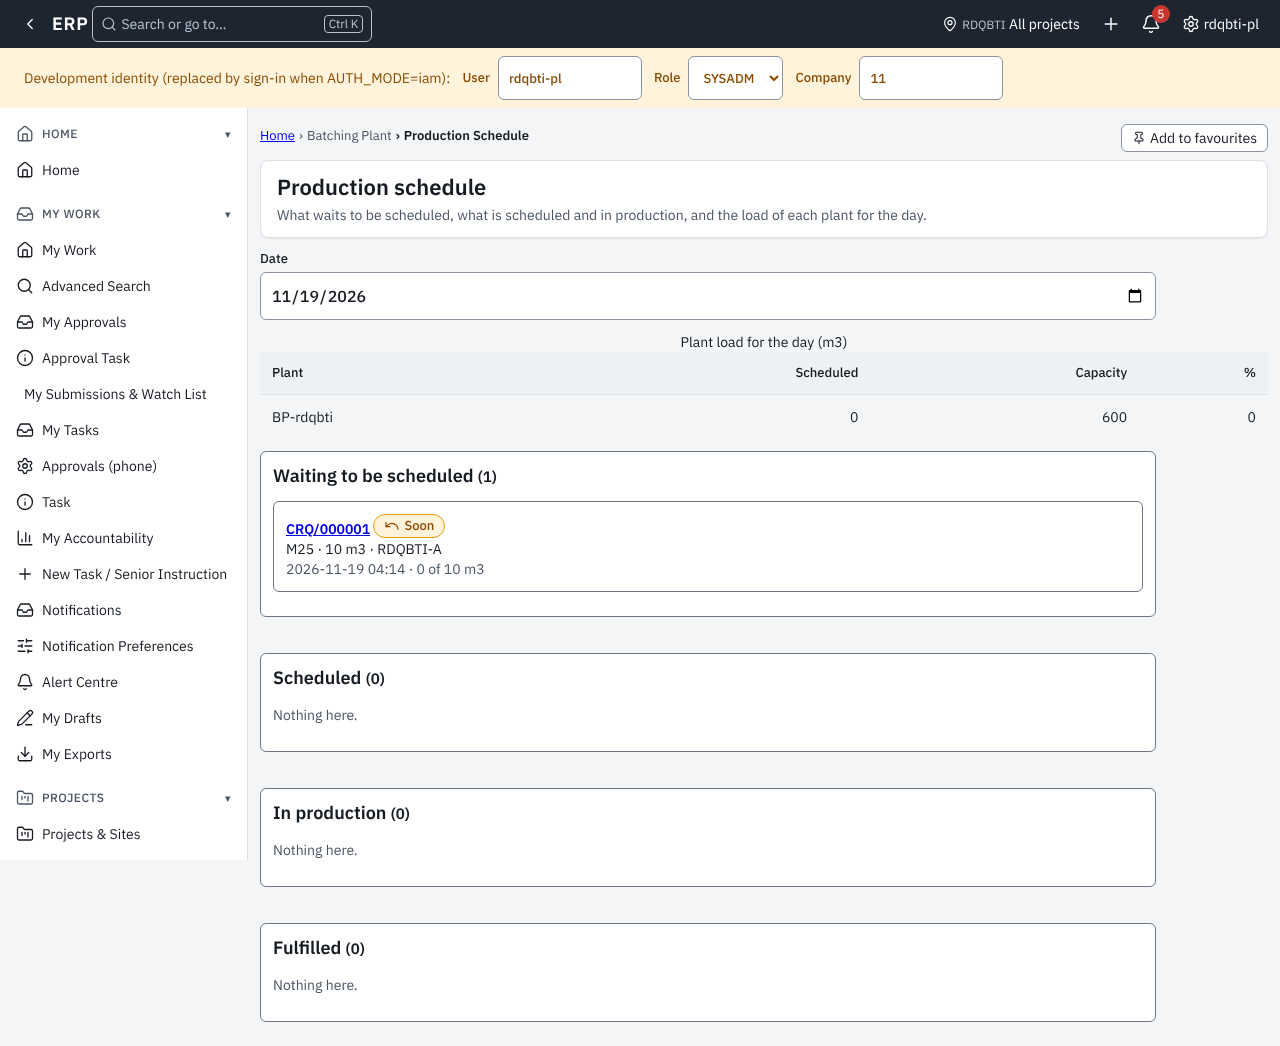 ERP
Search or go to...
Ctrl K
RDQBTI All projects
5
rdqbti-pl
Development identity (replaced by sign-in when AUTH_MODE=iam): User rdqbti-pl Role SYSADM Company 11
HOME
Home
MY WORK
My Work
Advanced Search
My Approvals
Approval Task
My Submissions & Watch List
My Tasks
Approvals (phone)
Task
My Accountability
New Task / Senior Instruction
Notifications
Notification Preferences
Alert Centre
My Drafts
My Exports
PROJECTS
Projects & Sites
Home › Batching Plant › Production Schedule
Add to favourites
Production schedule
What waits to be scheduled, what is scheduled and in production, and the load of each plant for the day.
Date
11/19/2026
Plant load for the day (m3)
Plant Scheduled Capacity %
BP-rdqbti 0 600 0
Waiting to be scheduled (1)
CRQ/000001 Soon
M25 · 10 m3 · RDQBTI-A
2026-11-19 04:14 · 0 of 10 m3
Scheduled (0)
Nothing here.
In production (0)
Nothing here.
Fulfilled (0)
Nothing here.